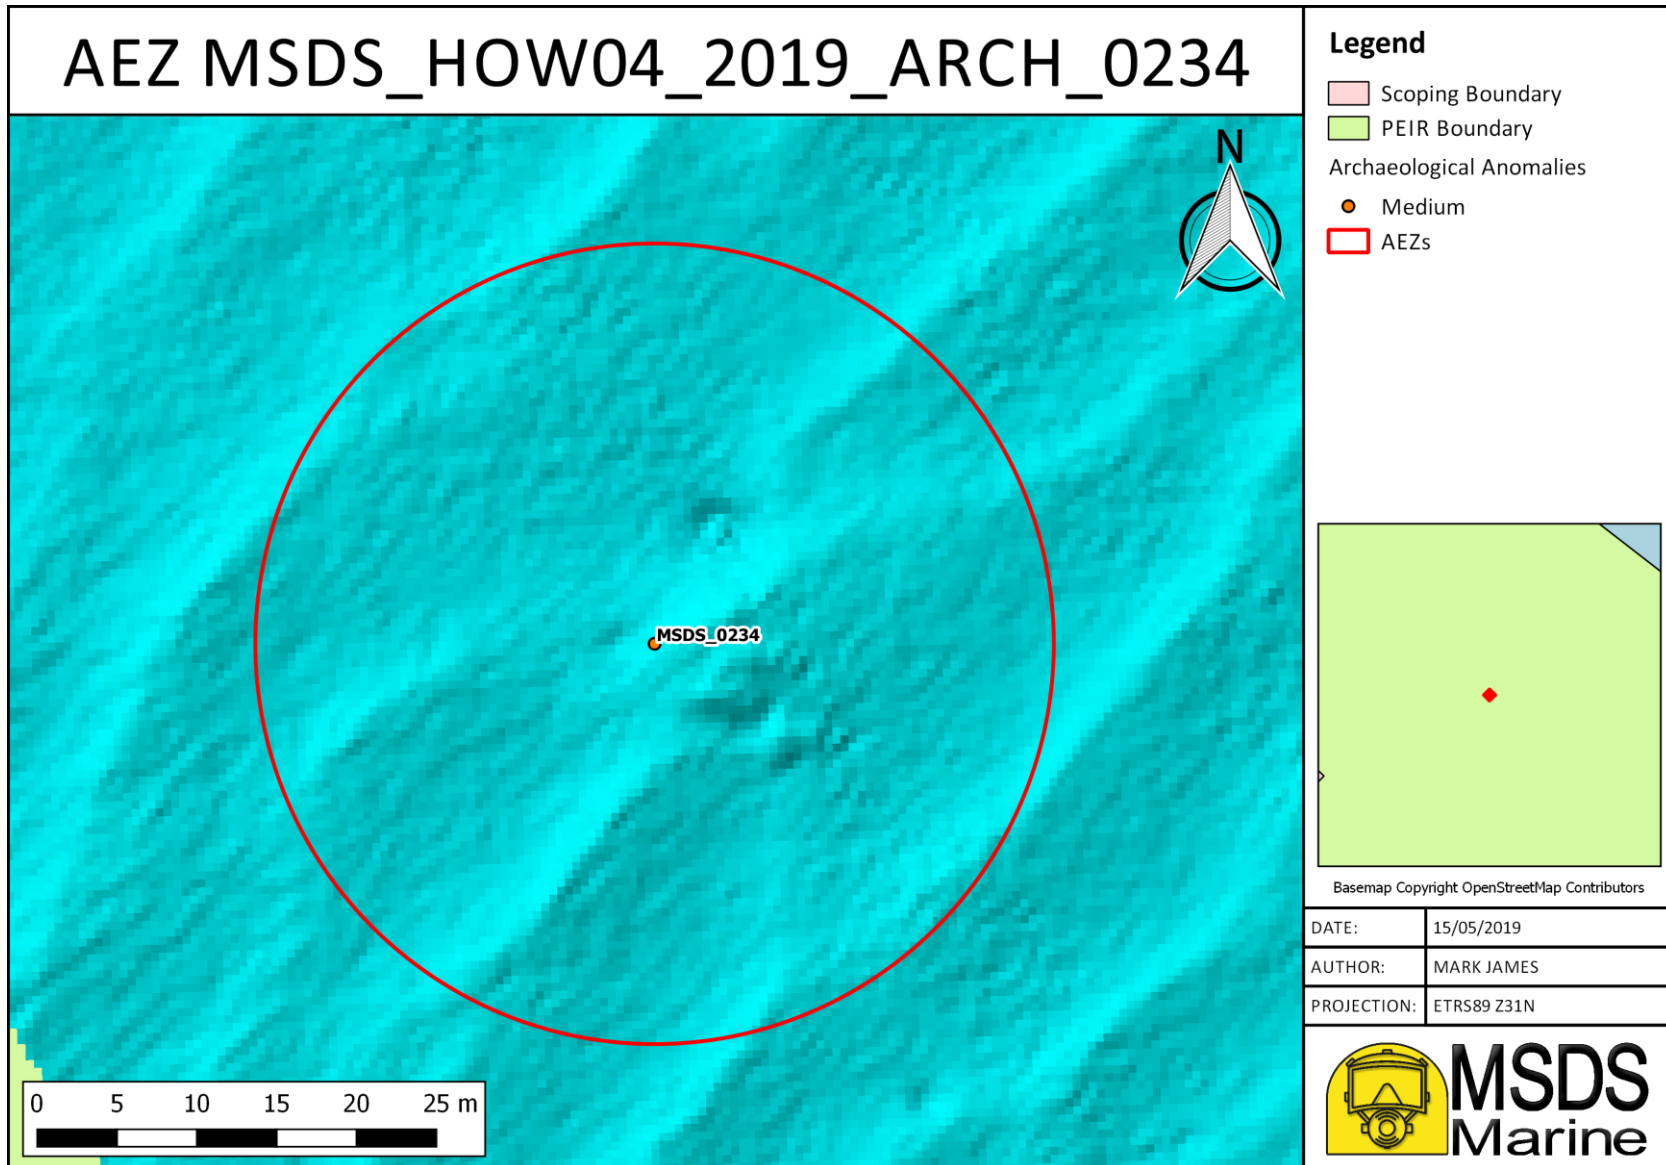 AEZ MSDS_HOW04_2019_ARCH_0234
N
MSDS_0234
0 5 10 15 20 25 m
Legend
Scoping Boundary
PEIR Boundary
Archaeological Anomalies
Medium
AEZs
Basemap Copyright OpenStreetMap Contributors
DATE: 15/05/2019
AUTHOR: MARK JAMES
PROJECTION: ETRS89 Z31N
MSDS
Marine